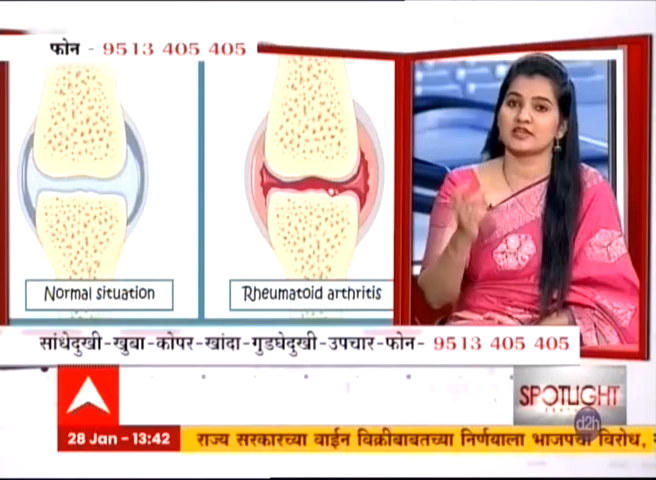 फोन - 9513 405 405
Normal situation
Rheumatoid arthritis
सांधेदुखी-खुबा-कोपर-खांदा-गुडघेदुखी-उपचार-फोन- 9513 405 405
SPOTLIGHT
d2h
28 Jan - 13:42
राज्य सरकारच्या वाईन विक्रीबाबतच्या निर्णयाला भाजपचा विरोध,